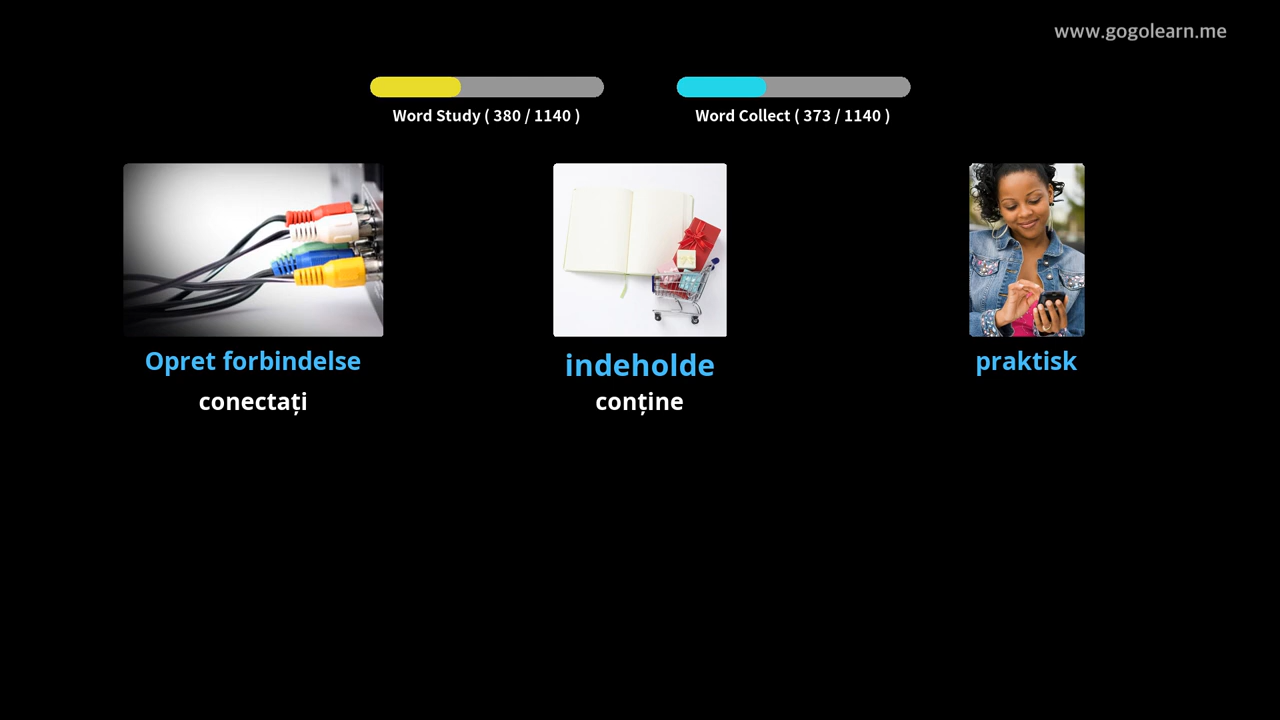 www.gogolearn.me
Word Study ( 380 / 1140 )
Word Collect ( 373 / 1140 )
Opret forbindelse
conectați
indeholde
conține
praktisk